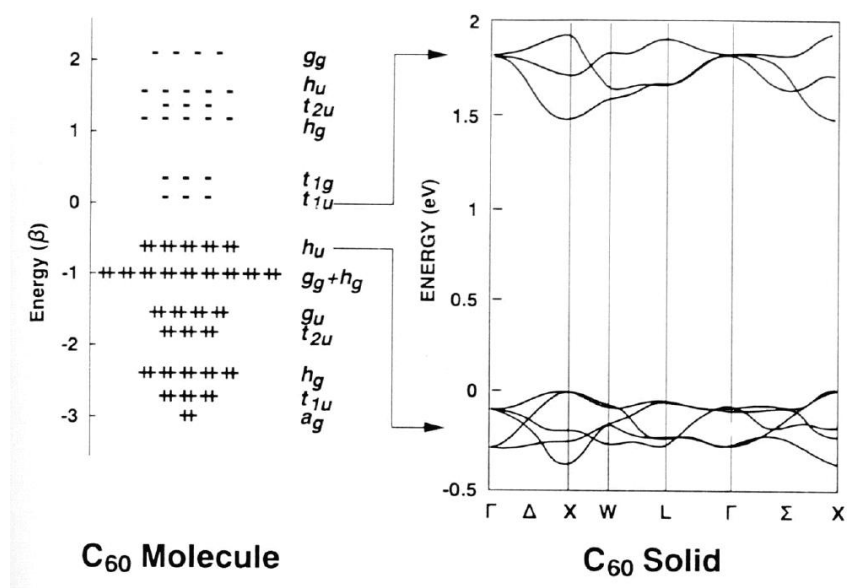 2
1
0
-1
-2
-3
Energy (β)
g_g
h_u
t_2u
h_g
t_1g
t_1u
h_u
g_g+h_g
g_u
t_2u
h_g
t_1u
a_g
C₆₀ Molecule
2
1.5
1
0.5
0
-0.5
ENERGY (eV)
Γ Δ X W L Γ Σ X
C₆₀ Solid